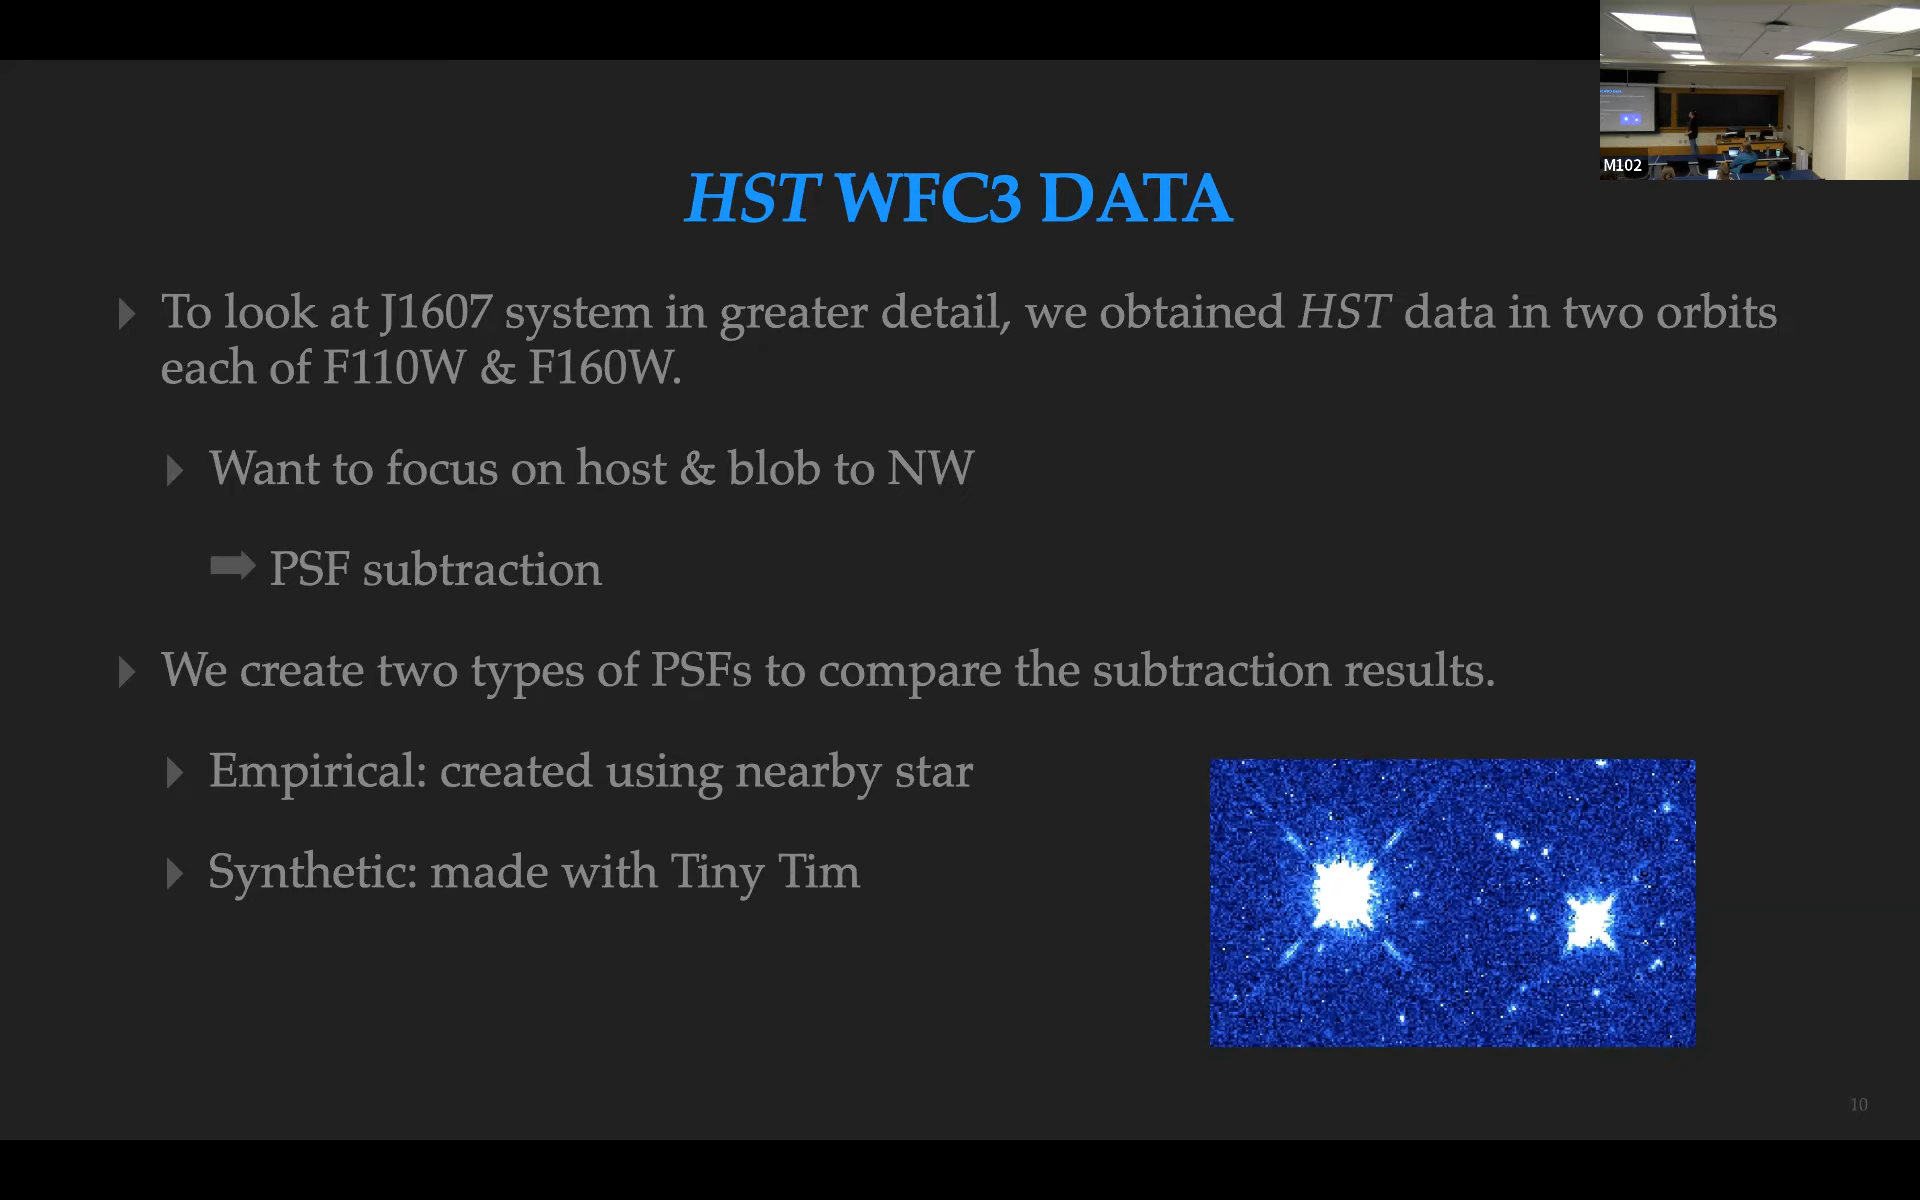 M102
HST WFC3 DATA
To look at J1607 system in greater detail, we obtained HST data in two orbits
each of F110W & F160W.
Want to focus on host & blob to NW
PSF subtraction
We create two types of PSFs to compare the subtraction results.
Empirical: created using nearby star
Synthetic: made with Tiny Tim
10